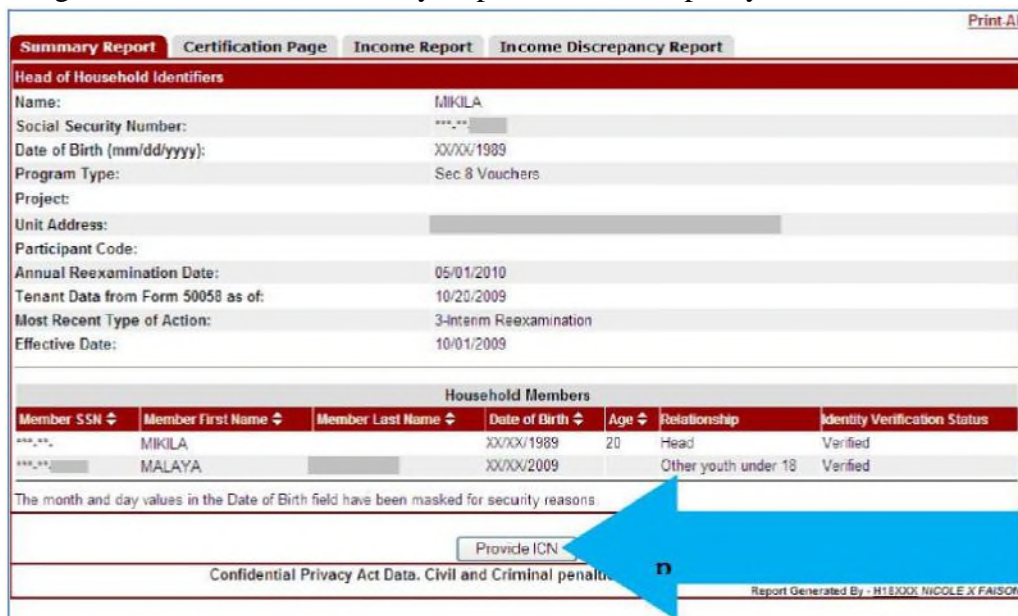 Print Al
Summary Report Certification Page Income Report Income Discrepancy Report
Head of Household Identifiers
Name: MIKILA
Social Security Number: ***-**-
Date of Birth (mm/dd/yyyy): XX/XX/1989
Program Type: Sec.8 Vouchers
Project:
Unit Address:
Participant Code:
Annual Reexamination Date: 05/01/2010
Tenant Data from Form 50058 as of: 10/20/2009
Most Recent Type of Action: 3-Interim Reexamination
Effective Date: 10/01/2009
Household Members
Member SSN Member First Name Member Last Name Date of Birth Age Relationship Identity Verification Status
***-**- MIKILA XX/XX/1989 20 Head Verified
***-**- MALAYA XX/XX/2009 Other youth under 18 Verified
The month and day values in the Date of Birth field have been masked for security reasons.
Provide ICN
Confidential Privacy Act Data. Civil and Criminal
Report Generated By - H18XXX NICOLE X FAISON